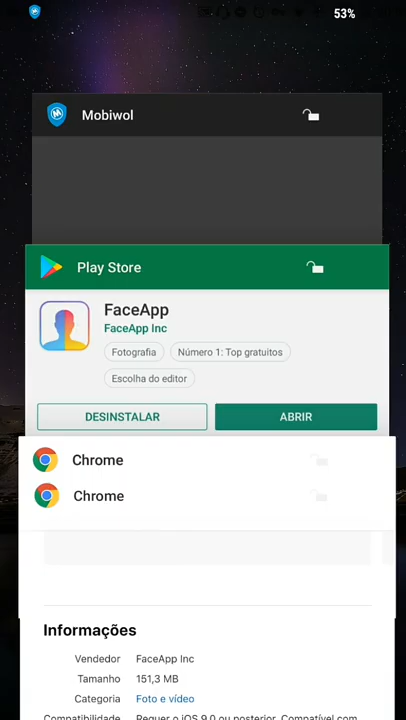 53%
Mobiwol
Play Store
FaceApp
FaceApp Inc
Fotografia
Número 1: Top gratuitos
Escolha do editor
DESINSTALAR
ABRIR
Chrome
Chrome
Informações
Vendedor FaceApp Inc
Tamanho 151,3 MB
Categoria Foto e vídeo
Compatibilidade Requer o iOS 9.0 ou posterior. Compatível com